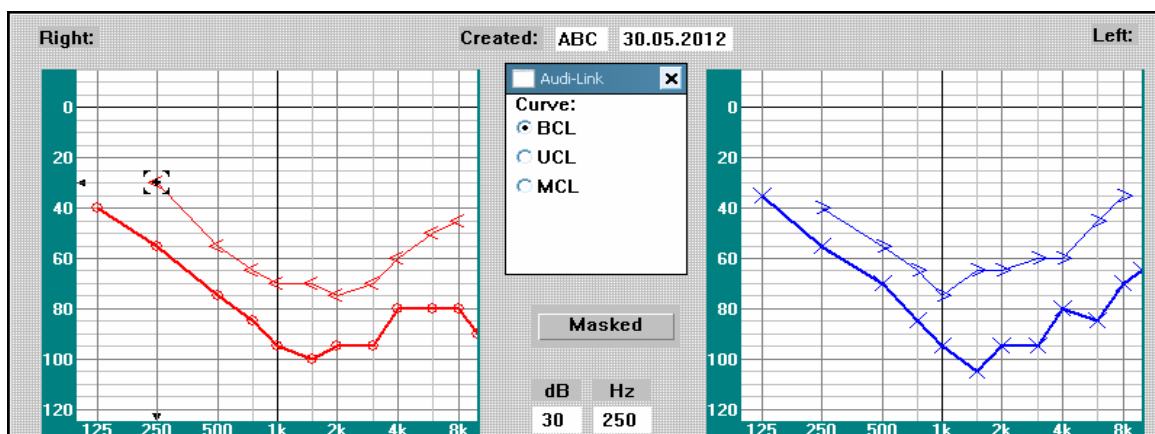 Right: Created: ABC 30.05.2012 Left:
Audi-Link
Curve:
BCL
UCL
MCL
0
20
40
60
80
100
120
125 250 500 1k 2k 4k 8k
Masked
dB Hz
30 250
0
20
40
60
80
100
120
125 250 500 1k 2k 4k 8k